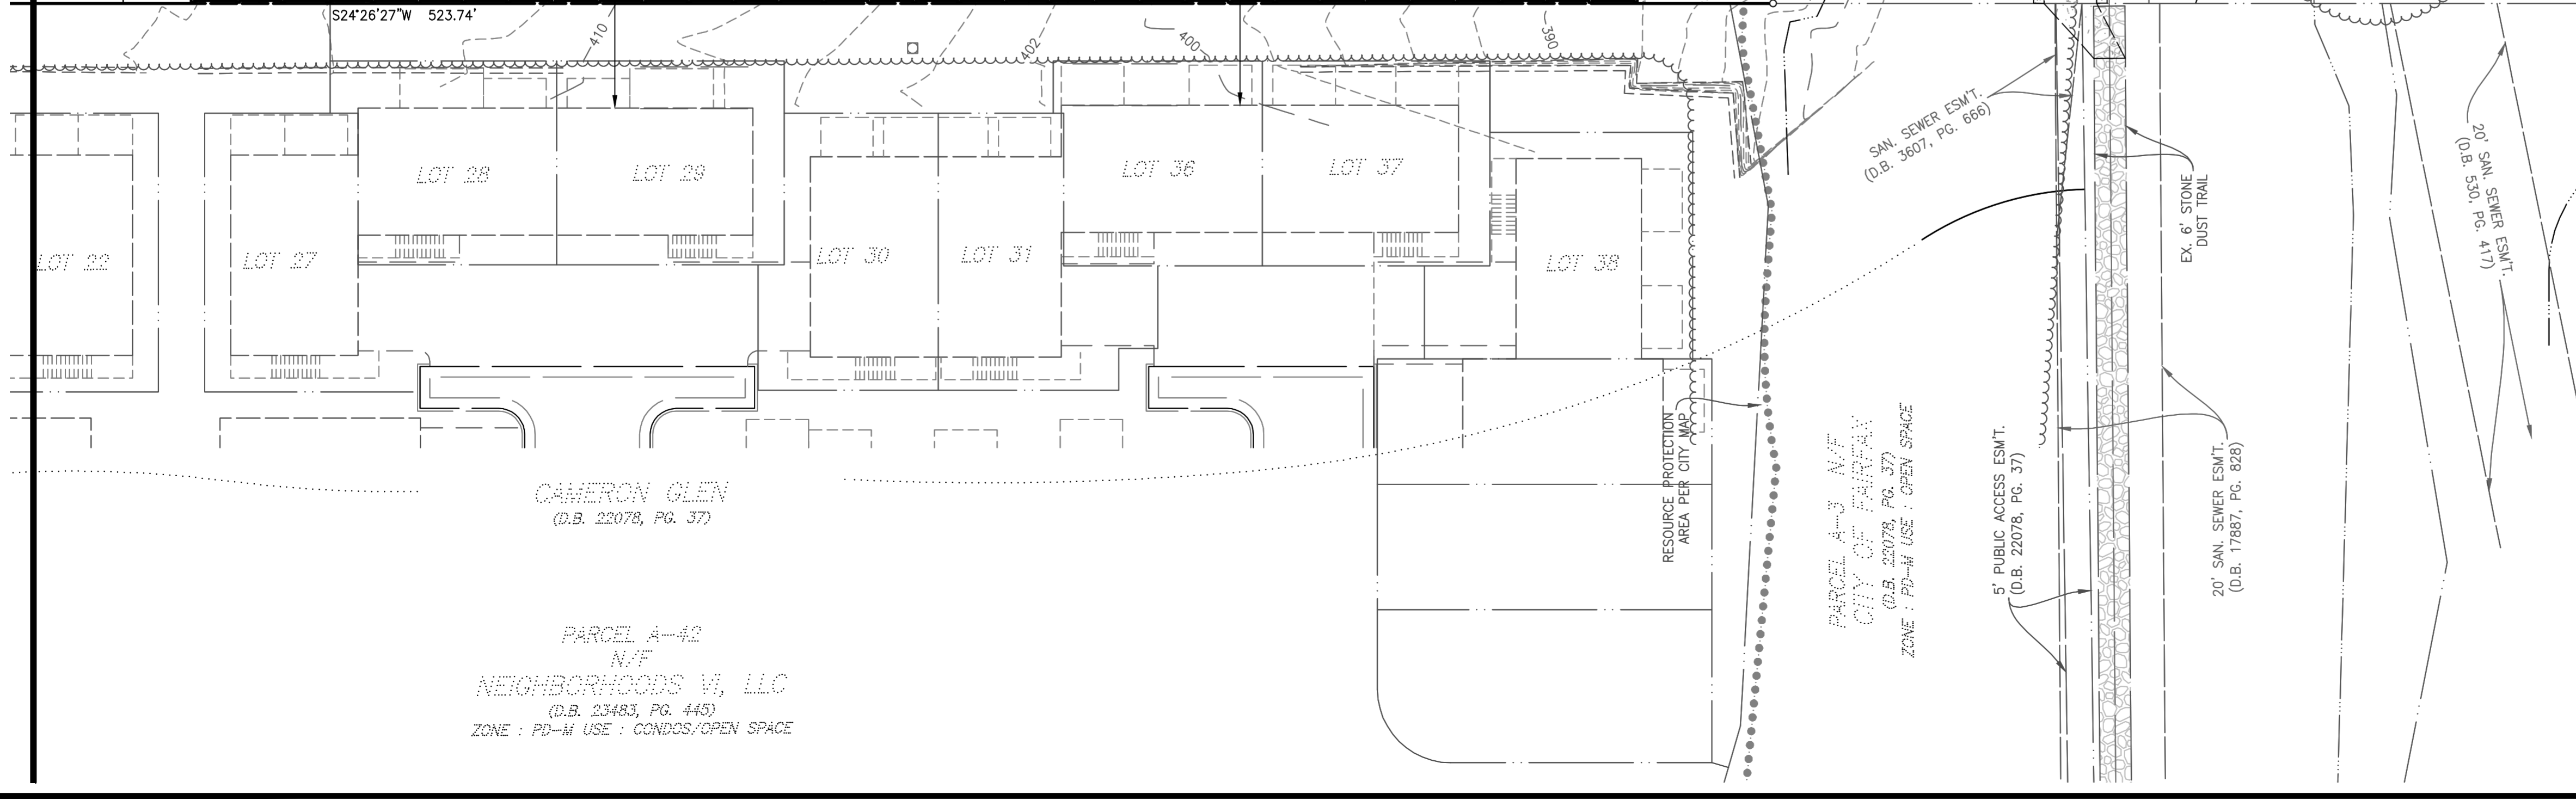 S24°26'27"W 523.74'
410
402
400
390
LOT 22
LOT 27
LOT 28
LOT 29
LOT 30
LOT 31
LOT 36
LOT 37
LOT 38
CAMERON GLEN
(D.B. 22078, PG. 37)
PARCEL A-42
N/F
NEIGHBORHOODS VI, LLC
(D.B. 23483, PG. 445)
ZONE : PD-M USE : CONDOS/OPEN SPACE
RESOURCE PROTECTION
AREA PER CITY MAP
PARCEL A-3 N/F
CITY OF FAIRFAX
(D.B. 22078, PG. 37)
ZONE : PD-M USE : OPEN SPACE
SAN. SEWER ESM'T.
(D.B. 3607, PG. 666)
5' PUBLIC ACCESS ESM'T.
(D.B. 22078, PG. 37)
EX. 6' STONE
DUST TRAIL
20' SAN. SEWER ESM'T.
(D.B. 17887, PG. 828)
20' SAN. SEWER ESM'T.
(D.B. 530, PG. 417)